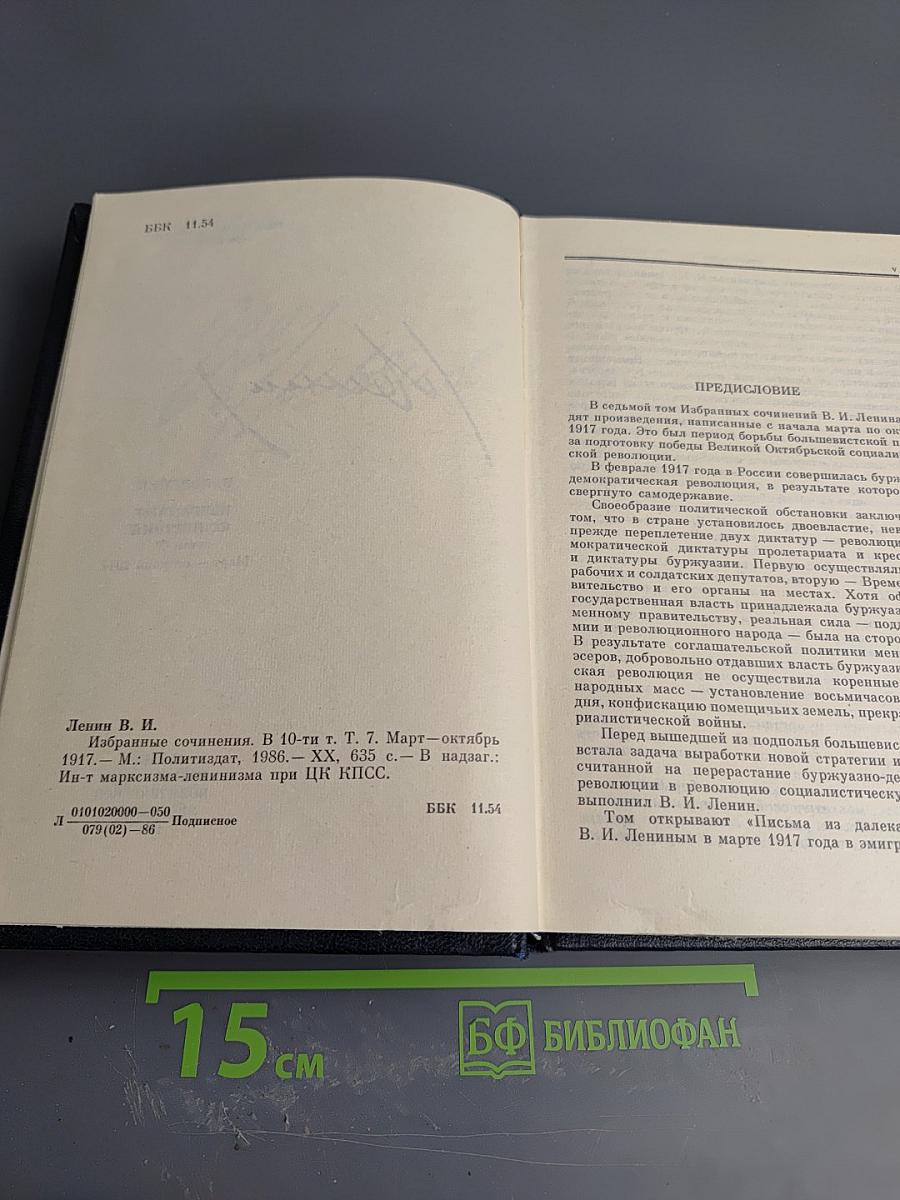 ББК 11.54
Ленин В. И.
Избранные сочинения. В 10-ти т. Т. 7. Март—октябрь
1917.— М.: Политиздат, 1986.— XX, 635 с.— В надзаг.:
Ин-т марксизма-ленинизма при ЦК КПСС.
Л 0101020000—050
079(02)—86 Подписное
ББК 11.54
V
ПРЕДИСЛОВИЕ
В седьмой том Избранных сочинений В. И. Ленина
дят произведения, написанные с начала марта по ок
1917 года. Это был период борьбы большевистской п
за подготовку победы Великой Октябрьской социали
ской революции.
В феврале 1917 года в России совершилась бурж
демократическая революция, в результате которо
свергнуто самодержавие.
Своеобразие политической обстановки заключ
том, что в стране установилось двоевластие, нев
прежде переплетение двух диктатур — революци
мократической диктатуры пролетариата и крес
и диктатуры буржуазии. Первую осуществлял
рабочих и солдатских депутатов, вторую — Време
вительство и его органы на местах. Хотя оф
государственная власть принадлежала буржуаз
менному правительству, реальная сила — подд
мии и революционного народа — была на сторо
В результате соглашательской политики мен
эсеров, добровольно отдавших власть буржуази
ская революция не осуществила коренные
народных масс — установление восьмичасов
дня, конфискацию помещичьих земель, прекра
риалистической войны.
Перед вышедшей из подполья большевис
встала задача выработки новой стратегии и
считанной на перерастание буржуазно-де
революции в революцию социалистическу
выполнил В. И. Ленин.
Том открывают «Письма из далека
В. И. Лениным в марте 1917 года в эмигр
15 см
БФ БИБЛИОФАН